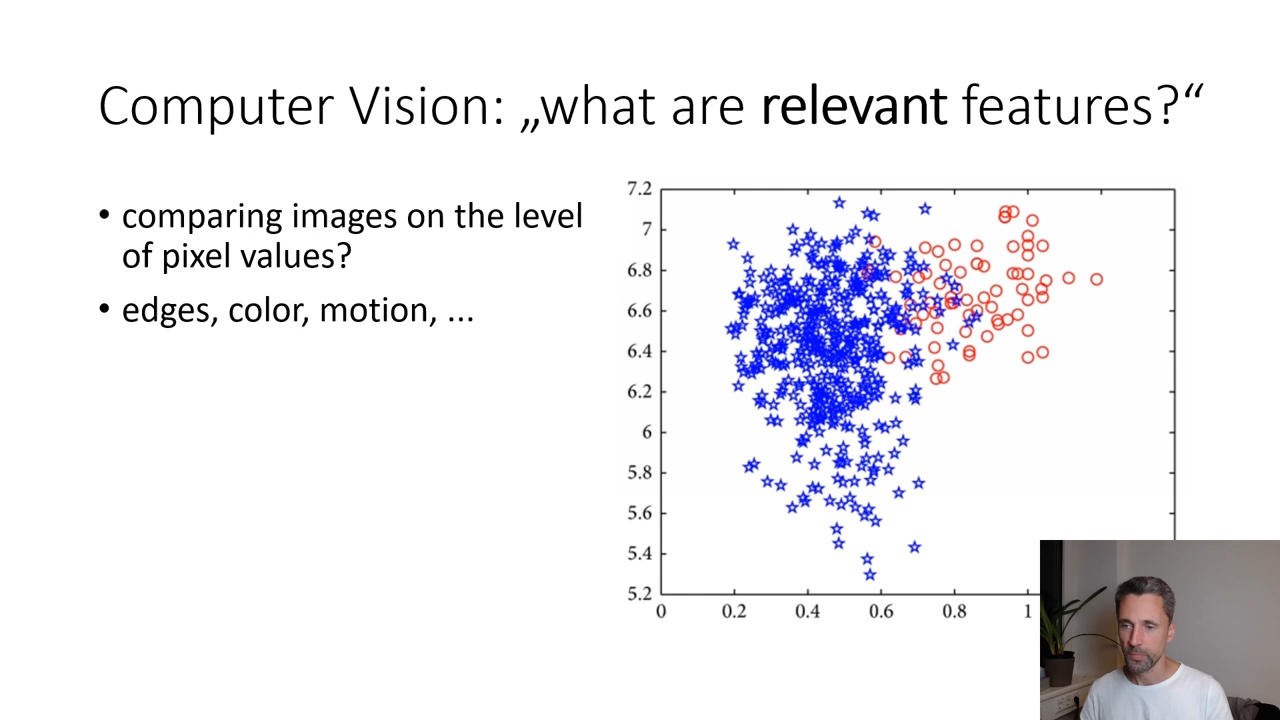 Computer Vision: „what are relevant features?“
• comparing images on the level
of pixel values?
• edges, color, motion, ...
7.2
7
6.8
6.6
6.4
6.2
6
5.8
5.6
5.4
5.2
0 0.2 0.4 0.6 0.8 1